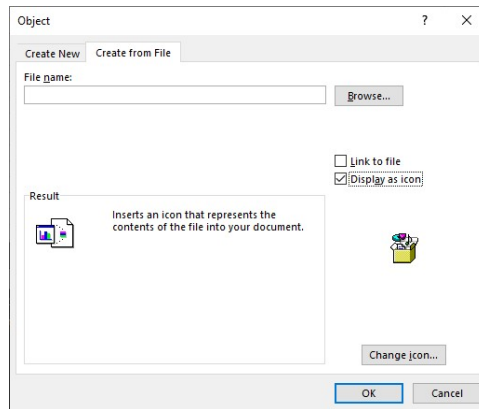 Object
?
Create New
Create from File
File name:
Browse...
Link to file
Display as icon
Result
Inserts an icon that represents the
contents of the file into your document.
Change icon...
OK
Cancel